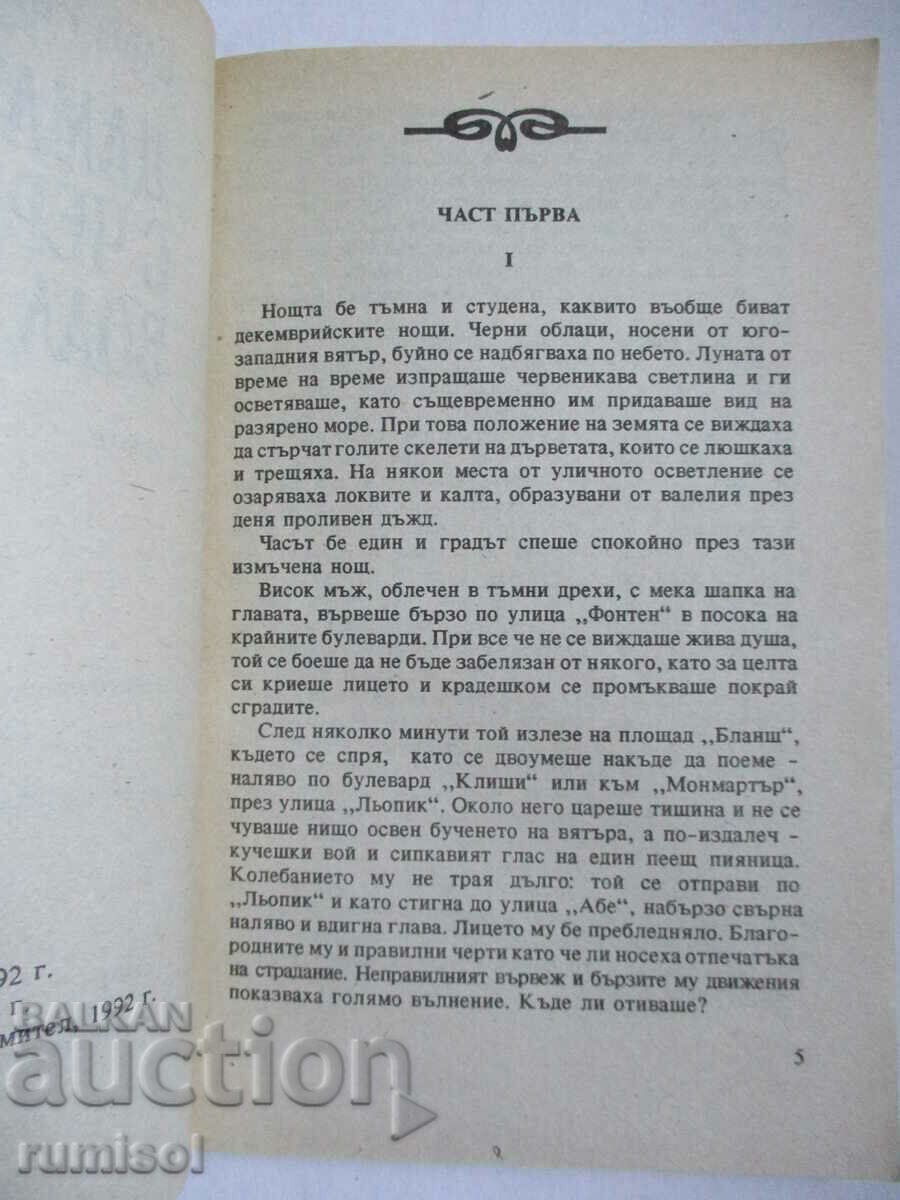 ЧАСТ ПЪРВА
I
Нощта бе тъмна и студена, каквито въобще биват
декемврийските нощи. Черни облаци, носени от юго-
западния вятър, буйно се надбягваха по небето. Луната от
време на време изпращаше червеникава светлина и ги
осветяваше, като същевременно им придаваше вид на
разярено море. При това положение на земята се виждаха
да стърчат голите скелети на дърветата, които се люшкаха
и трещяха. На някои места от уличното осветление се
озаряваха локвите и калта, образувани от валелия през
деня проливен дъжд.
Часът бе един и градът спеше спокойно през тази
измъчена нощ.
Висок мъж, облечен в тъмни дрехи, с мека шапка на
главата, вървеше бързо по улица „Фонтен“ в посока на
крайните булеварди. При все че не се виждаше жива душа,
той се боеше да не бъде забелязан от някого, като за целта
си криеше лицето и крадешком се промъкваше покрай
сградите.
След няколко минути той излезе на площад „Бланш“,
където се спря, като се двоумеше накъде да поеме -
наляво по булевард „Клиши“ или към „Монмартър“,
през улица „Льопик“. Около него цареше тишина и не се
чуваше нищо освен бученето на вятъра, а по-издалеч -
кучешки вой и сипкавият глас на един пеещ пияница.
Колебанието му не трая дълго: той се отправи по
„Льопик“ и като стигна до улица „Абе“, набързо свърна
наляво и вдигна глава. Лицето му бе пребледняло. Благо-
родните му и правилни черти като че ли носеха отпечатъка
на страдание. Неправилният вървеж и бързите му движения
показваха голямо вълнение. Къде ли отиваше?
5
92 г.
г.
мител, 1992 г.
BALKAN
auction
rumisol